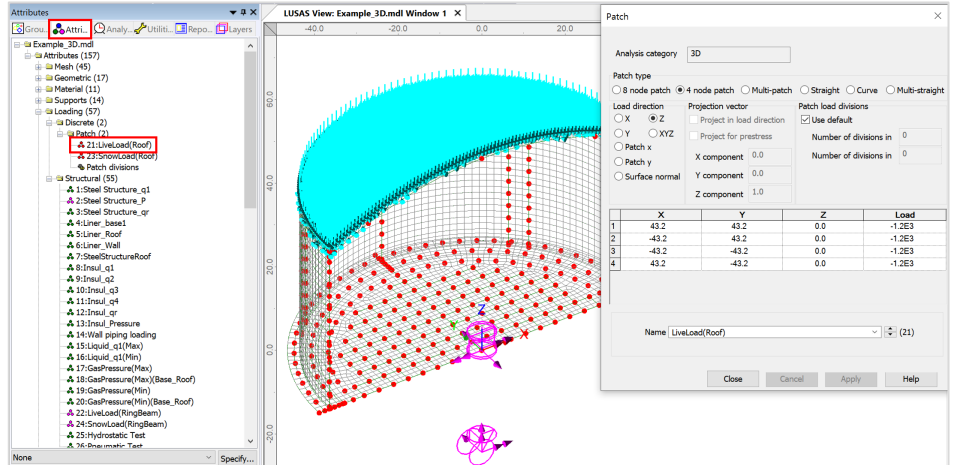 Attributes
Grou... Attri... Analy... Utiliti... Repo... Layers
Example_3D.mdl
Attributes (157)
Mesh (45)
Geometric (17)
Material (11)
Supports (14)
Loading (57)
Discrete (2)
Patch (2)
21:LiveLoad(Roof)
23:SnowLoad(Roof)
Patch divisions
Structural (55)
1:Steel Structure_q1
2:Steel Structure_P
3:Steel Structure_qr
4:Liner_base1
5:Liner_Roof
6:Liner_Wall
7:SteelStructureRoof
8:Insul_q1
9:Insul_q2
10:Insul_q3
11:Insul_q4
12:Insul_qr
13:Insul_Pressure
14:Wall piping loading
15:Liquid_q1(Max)
16:Liquid_q1(Min)
17:GasPressure(Max)
18:GasPressure(Max)(Base_Roof)
19:GasPressure(Min)
20:GasPressure(Min)(Base_Roof)
22:LiveLoad(RingBeam)
24:SnowLoad(RingBeam)
25:Hydrostatic Test
26:Pneumatic Test
None
Specify...
LUSAS View: Example_3D.mdl Window 1
-40.0 -20.0 0.0 20.0
60.0
40.0
20.0
0.0
-20.0
Z
X
Patch
Analysis category 3D
Patch type
8 node patch 4 node patch Multi-patch Straight Curve Multi-straight
Load direction
X Z
Y XYZ
Patch x
Patch y
Surface normal
Projection vector
Project in load direction
Project for prestress
X component 0.0
Y component 0.0
Z component 1.0
Patch load divisions
Use default
Number of divisions in 0
Number of divisions in 0
X Y Z Load
1 43.2 43.2 0.0 -1.2E3
2 -43.2 43.2 0.0 -1.2E3
3 -43.2 -43.2 0.0 -1.2E3
4 43.2 -43.2 0.0 -1.2E3
Name LiveLoad(Roof) (21)
Close Cancel Apply Help